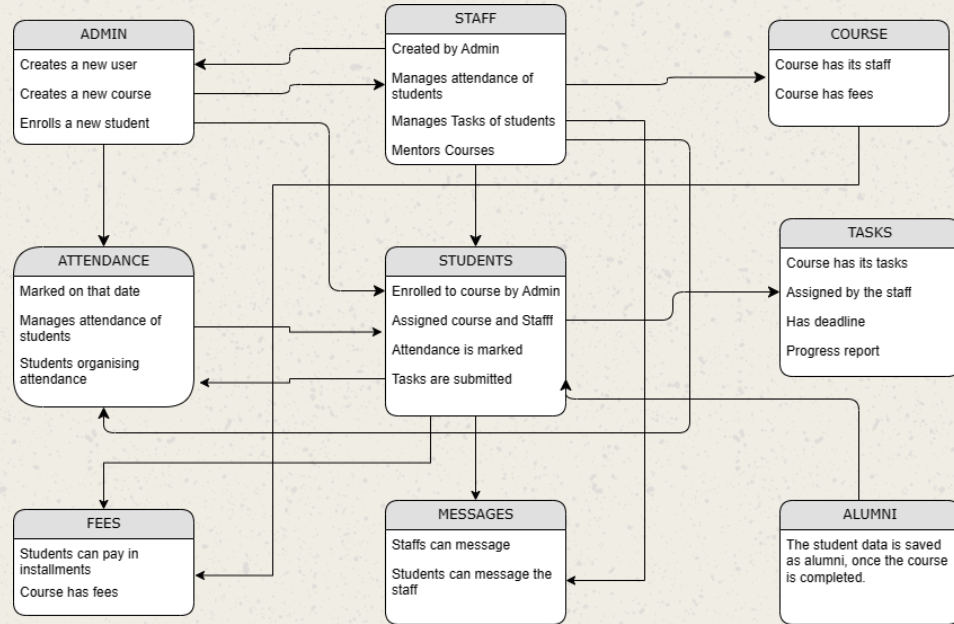 ADMIN
Creates a new user
Creates a new course
Enrolls a new student
STAFF
Created by Admin
Manages attendance of
students
Manages Tasks of students
Mentors Courses
COURSE
Course has its staff
Course has fees
ATTENDANCE
Marked on that date
Manages attendance of
students
Students organising
attendance
STUDENTS
Enrolled to course by Admin
Assigned course and Stafff
Attendance is marked
Tasks are submitted
TASKS
Course has its tasks
Assigned by the staff
Has deadline
Progress report
FEES
Students can pay in
installments
Course has fees
MESSAGES
Staffs can message
Students can message the
staff
ALUMNI
The student data is saved
as alumni, once the course
is completed.